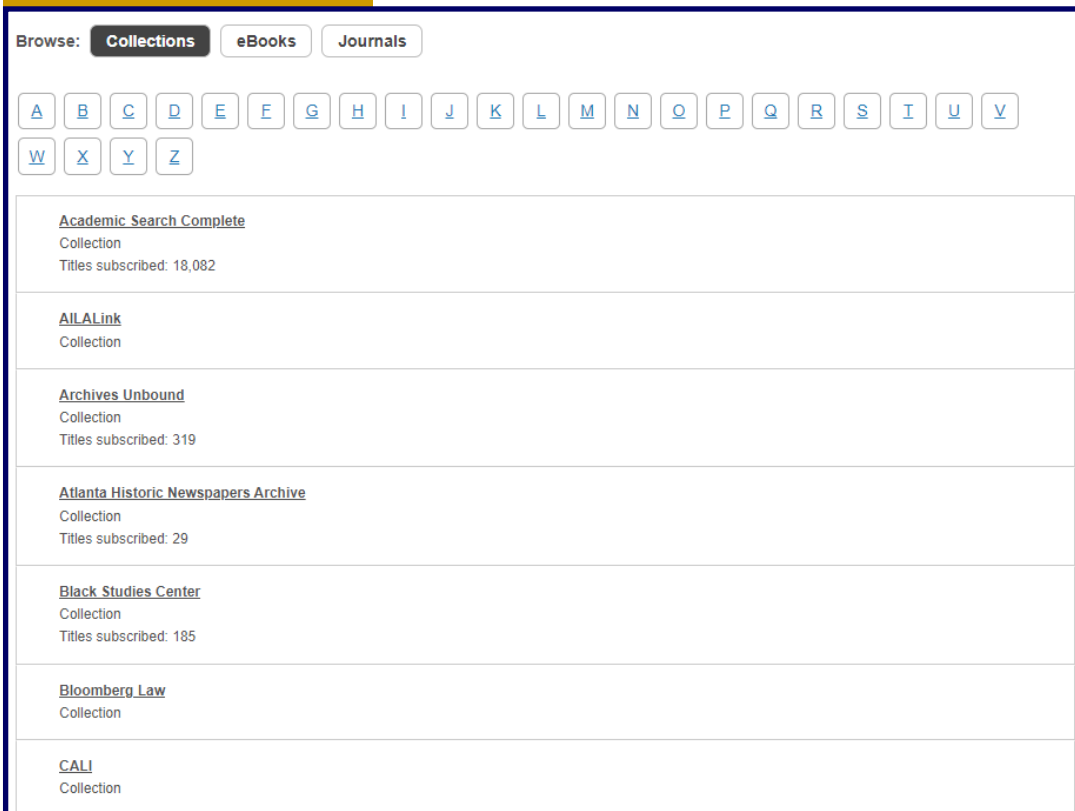 Browse: Collections eBooks Journals
A B C D E F G H I J K L M N O P Q R S T U V
W X Y Z
Academic Search Complete
Collection
Titles subscribed: 18,082
AILALink
Collection
Archives Unbound
Collection
Titles subscribed: 319
Atlanta Historic Newspapers Archive
Collection
Titles subscribed: 29
Black Studies Center
Collection
Titles subscribed: 185
Bloomberg Law
Collection
CALI
Collection